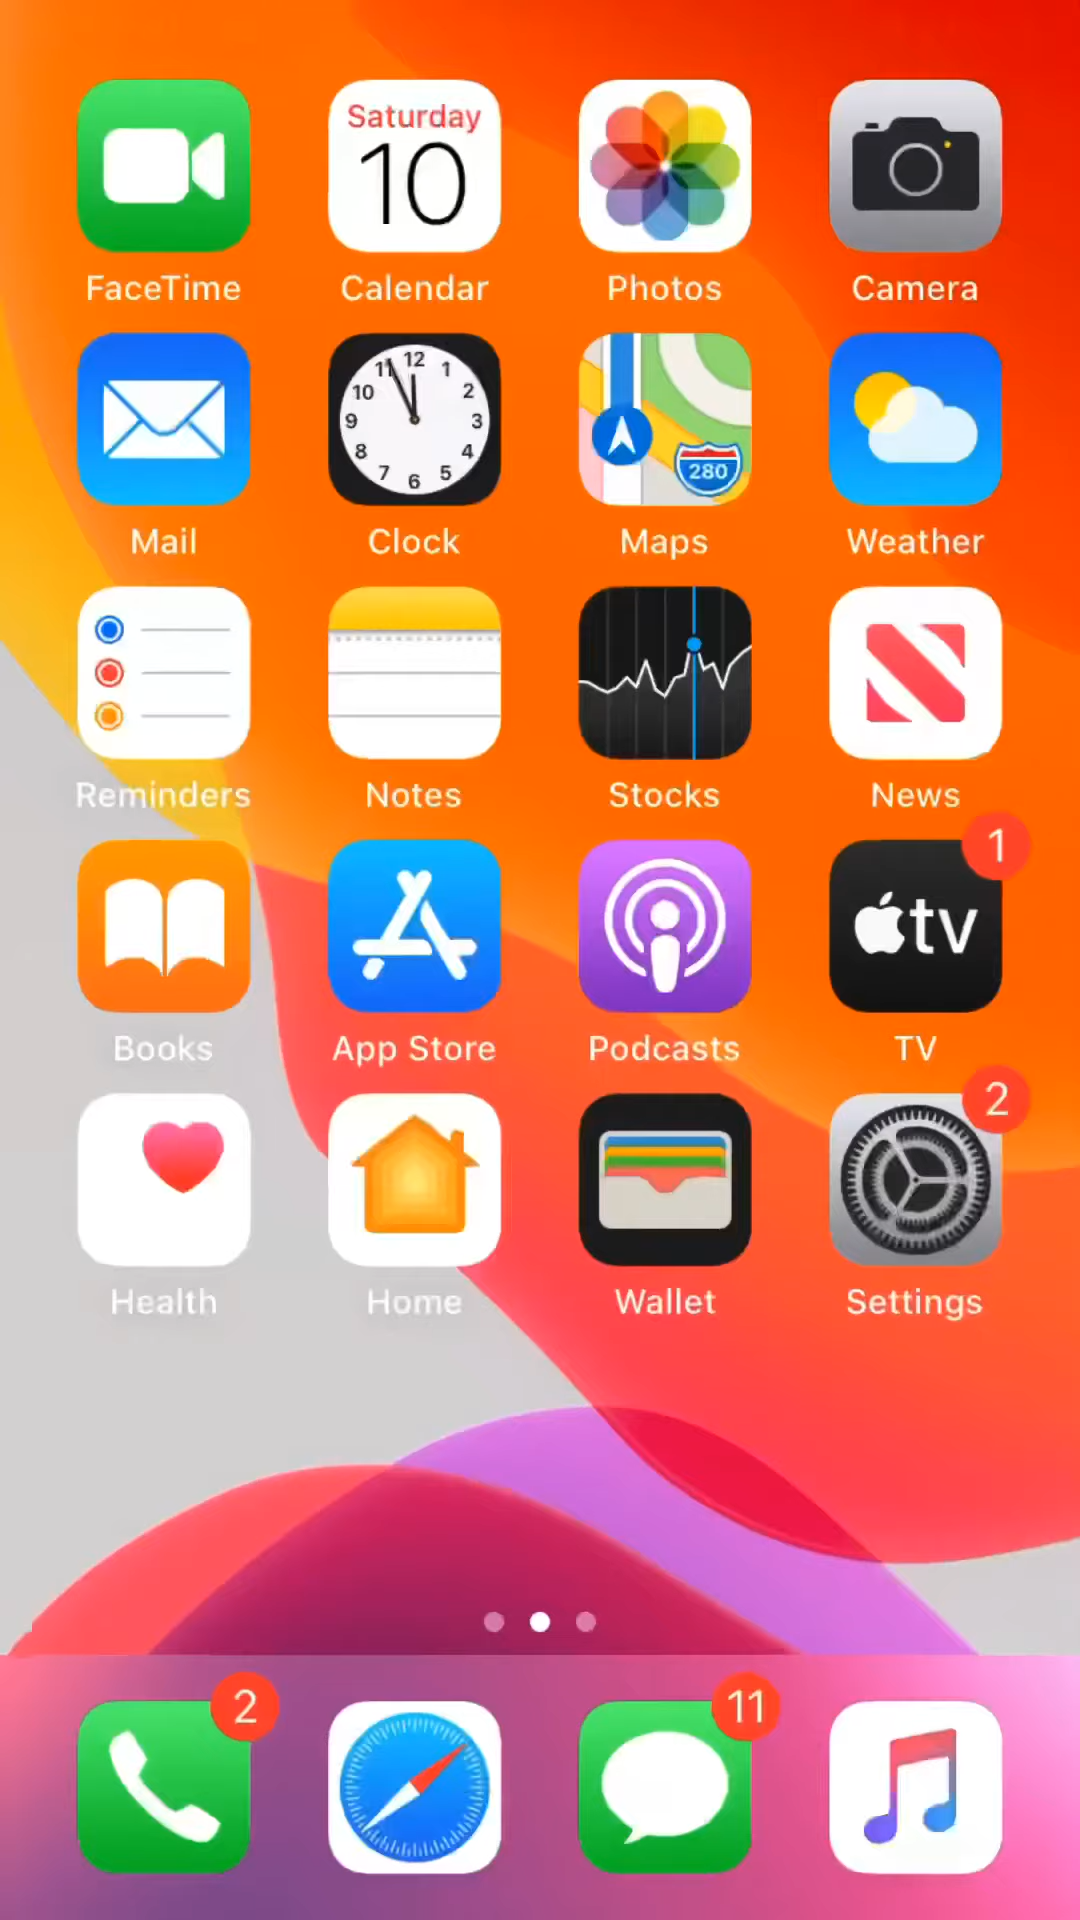 Saturday
10
FaceTime
Calendar
Photos
Camera
12
11
1
10
2
9
3
8
4
7
5
6
280
Mail
Clock
Maps
Weather
Reminders
Notes
Stocks
News
1
tv
Books
App Store
Podcasts
TV
2
Health
Home
Wallet
Settings
2
11